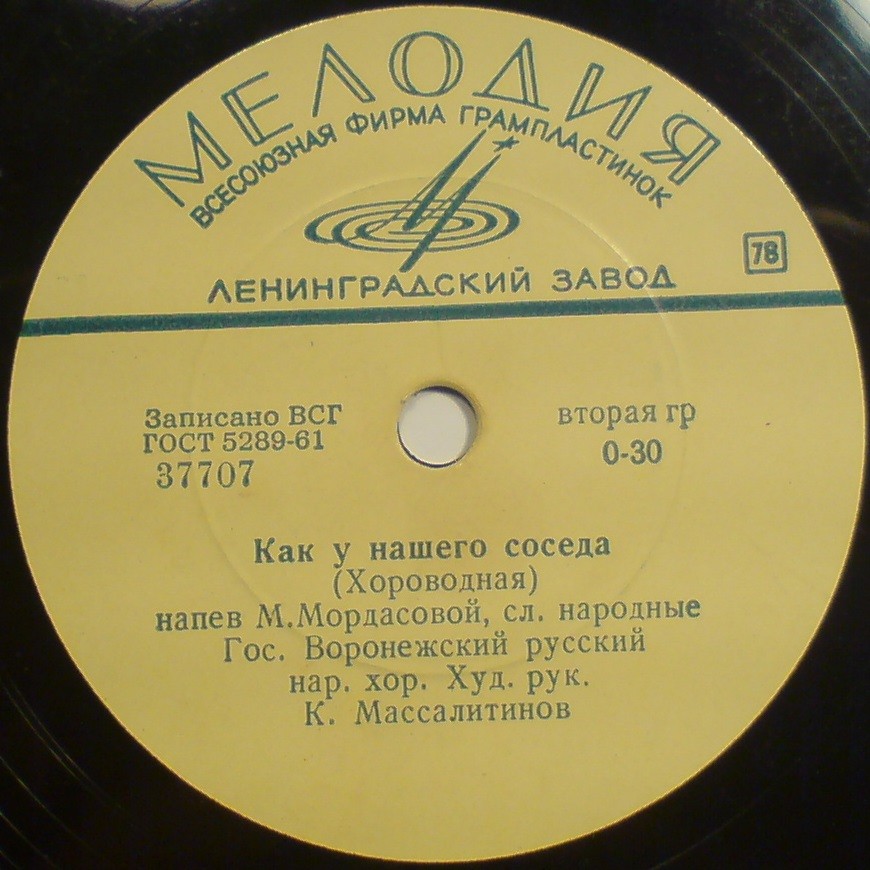 МЕЛОДИЯ
ВСЕСОЮЗНАЯ ФИРМА ГРАМПЛАСТИНОК
ЛЕНИНГРАДСКИЙ ЗАВОД
78
Записано ВСГ
ГОСТ 5289-61
37707
вторая гр
0-30
Как у нашего соседа
(Хороводная)
напев М.Мордасовой, сл. народные
Гос. Воронежский русский
нар. хор. Худ. рук.
К. Массалитинов